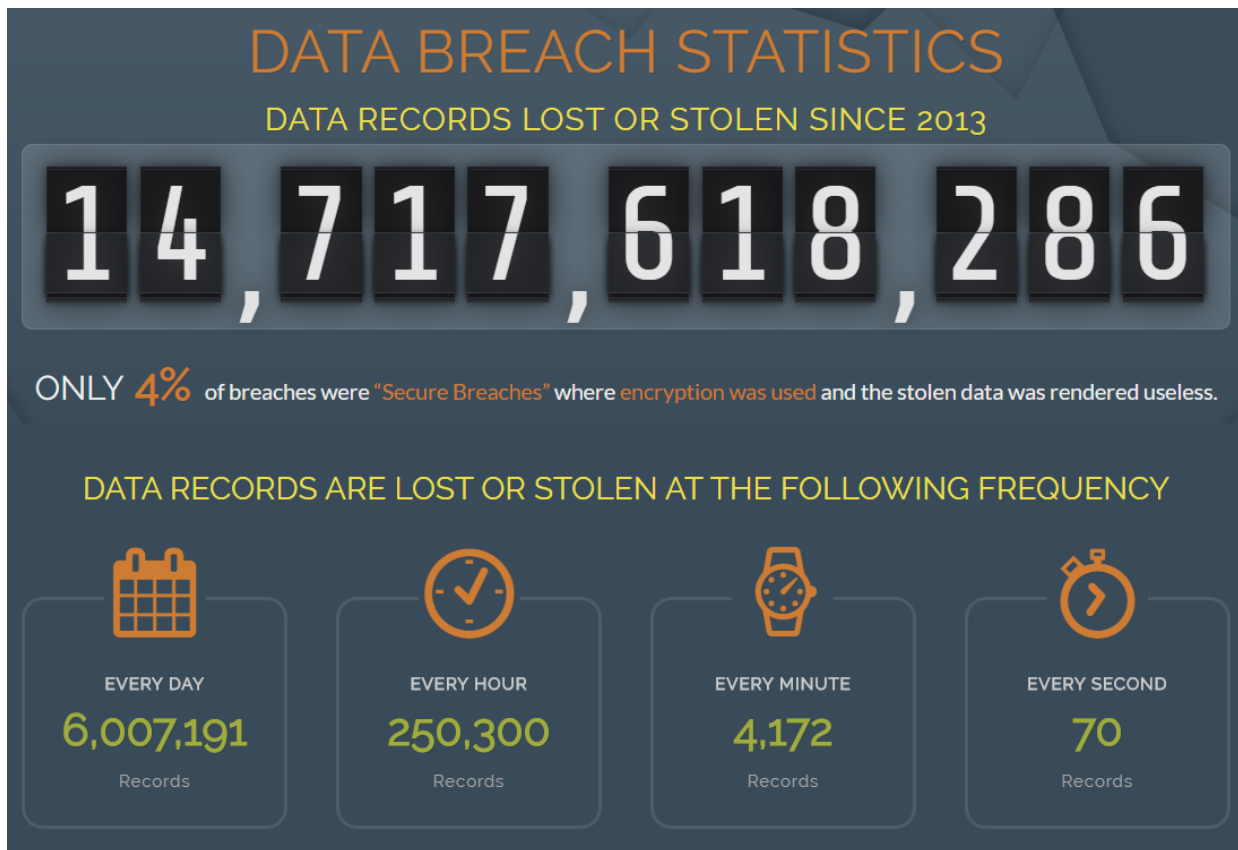 DATA BREACH STATISTICS
DATA RECORDS LOST OR STOLEN SINCE 2013
14,717,618,286
ONLY 4% of breaches were “Secure Breaches” where encryption was used and the stolen data was rendered useless.
DATA RECORDS ARE LOST OR STOLEN AT THE FOLLOWING FREQUENCY
EVERY DAY
6,007,191
Records
EVERY HOUR
250,300
Records
EVERY MINUTE
4,172
Records
EVERY SECOND
70
Records